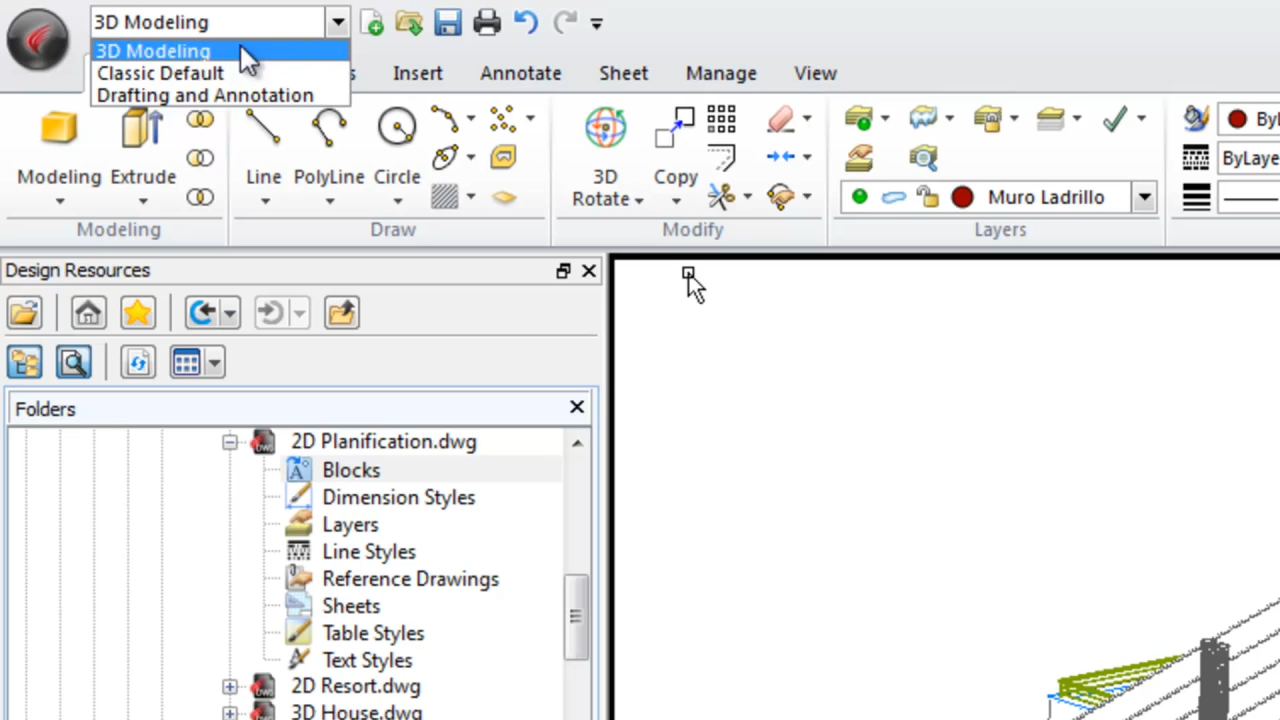 3D Modeling
3D Modeling
Classic Default
Drafting and Annotation
Insert Annotate Sheet Manage View
Modeling Extrude
Line PolyLine Circle
3D Rotate Copy
Muro Ladrillo
ByLaye
Modeling Draw Modify Layers
Design Resources
Folders
2D Planification.dwg
Blocks
Dimension Styles
Layers
Line Styles
Reference Drawings
Sheets
Table Styles
Text Styles
2D Resort.dwg
3D House.dwg